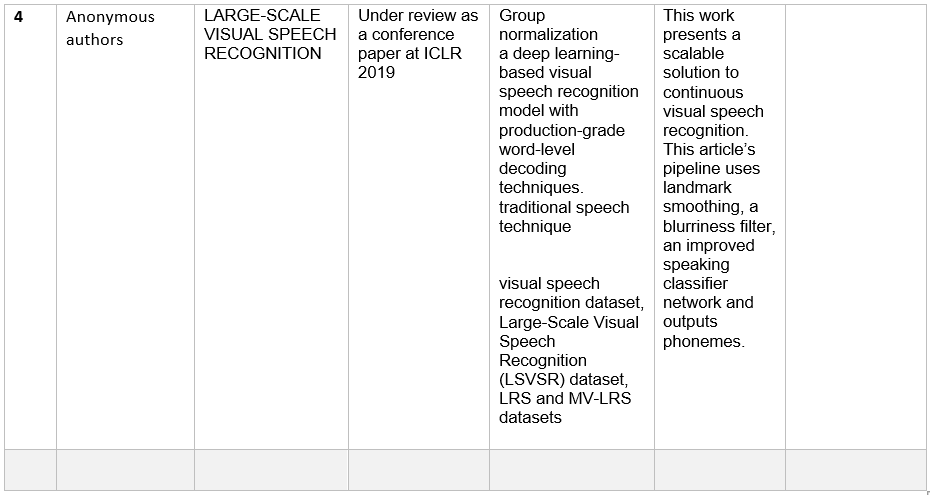 4
Anonymous
authors
LARGE-SCALE
VISUAL SPEECH
RECOGNITION
Under review as
a conference
paper at ICLR
2019
Group
normalization
a deep learning-
based visual
speech recognition
model with
production-grade
word-level
decoding
techniques.
traditional speech
technique
visual speech
recognition dataset,
Large-Scale Visual
Speech
Recognition
(LSVSR) dataset,
LRS and MV-LRS
datasets
This work
presents a
scalable
solution to
continuous
visual speech
recognition.
This article’s
pipeline uses
landmark
smoothing, a
blurriness filter,
an improved
speaking
classifier
network and
outputs
phonemes.